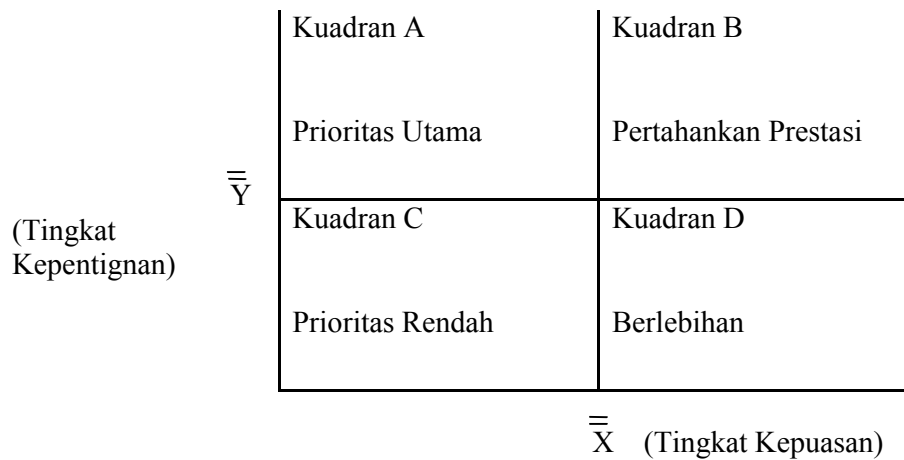 Kuadran A
Kuadran B
Prioritas Utama
Pertahankan Prestasi
Y̿
(Tingkat
Kepentignan)
Kuadran C
Kuadran D
Prioritas Rendah
Berlebihan
X̿ (Tingkat Kepuasan)